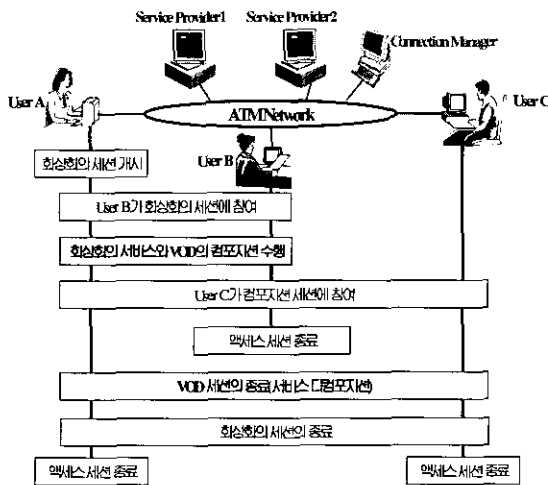 Service Provider1
Service Provider2
Connection Manager
User A
ATM Network
User C
User B
화상회의 세션 개시
User B가 화상회의 세션에 참여
화상회의 서비스와 VOD의 컴포지션 수행
User C가 컴포지션 세션에 참여
액세스 세션 종료
VOD 세션의 종료(서비스 디컴포지션)
화상회의 세션의 종료
액세스 세션 종료
액세스 세션 종료